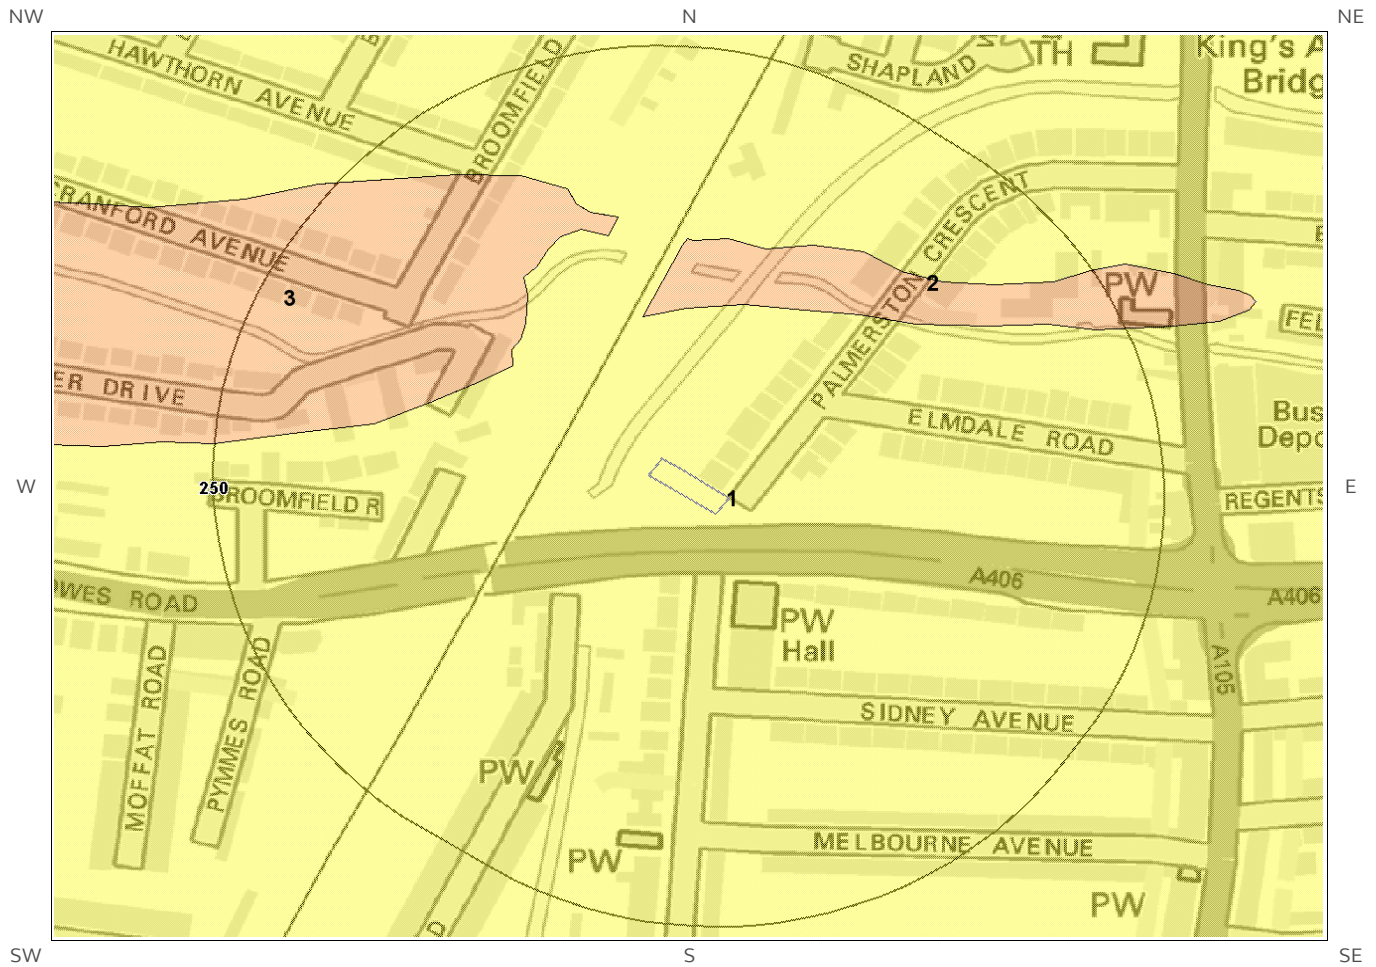 NW
N
NE
HAWTHORN AVENUE
B
BROOMFIELD
SHAPLAND
TH
King's A
Bridg
CRANFORD AVENUE
CRESCENT
PALMERSTON
3
2
PW
FEL
ER DRIVE
ELMDALE ROAD
Bus
Depo
W
E
250
BROOMFIELD R
1
REGENTS
OWES ROAD
A406
A406
PW
Hall
MOFFAT ROAD
PYMMES ROAD
A105
SIDNEY AVENUE
PW
PW
MELBOURNE AVENUE
PW
D
SW
S
SE